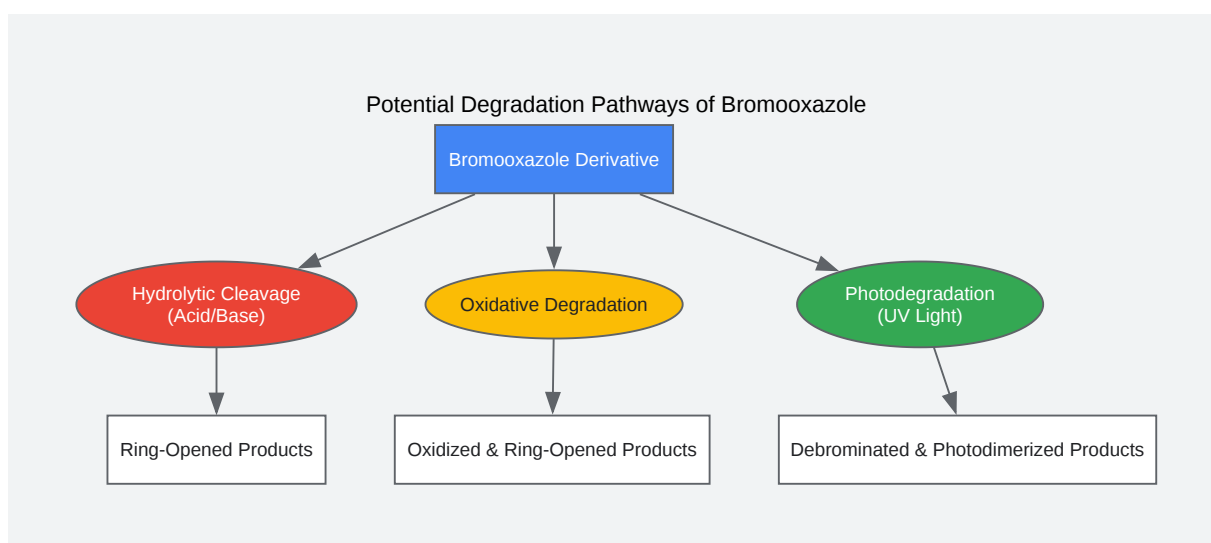 Potential Degradation Pathways of Bromooxazole
Bromooxazole Derivative
Hydrolytic Cleavage
(Acid/Base)
Oxidative Degradation
Photodegradation
(UV Light)
Ring-Opened Products
Oxidized & Ring-Opened Products
Debrominated & Photodimerized Products